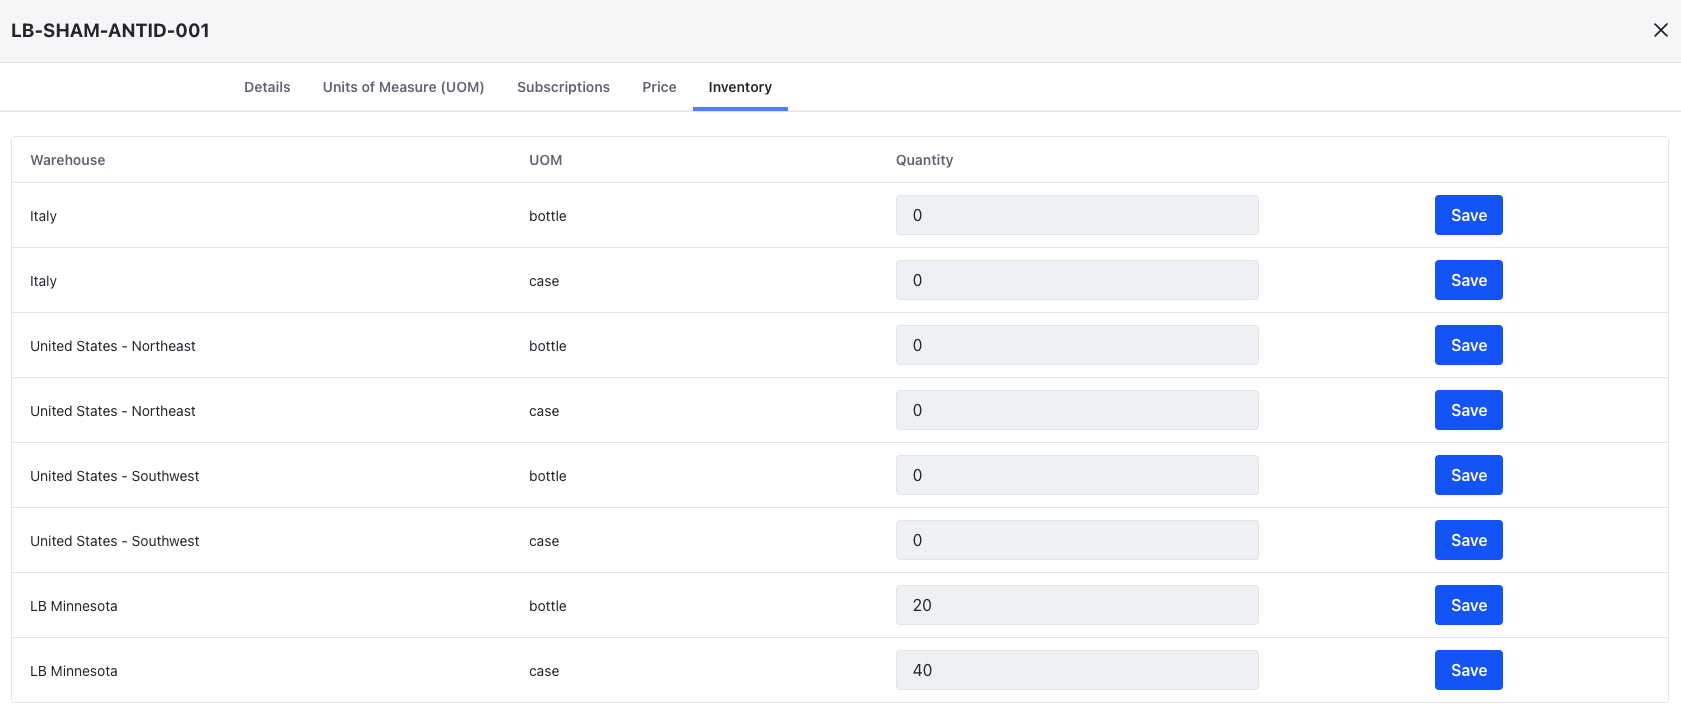 LB-SHAM-ANTID-001
Details Units of Measure (UOM) Subscriptions Price Inventory
Warehouse UOM Quantity
Italy bottle 0 Save
Italy case 0 Save
United States - Northeast bottle 0 Save
United States - Northeast case 0 Save
United States - Southwest bottle 0 Save
United States - Southwest case 0 Save
LB Minnesota bottle 20 Save
LB Minnesota case 40 Save